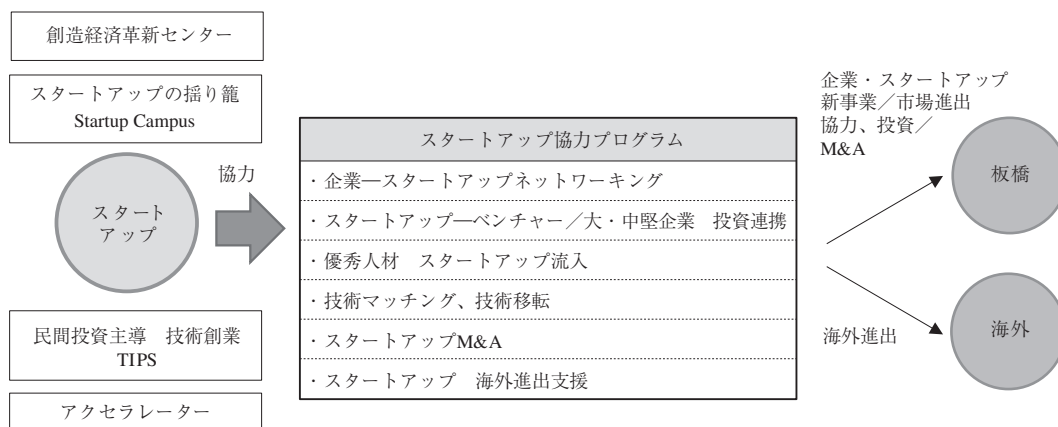 創造経済革新センター
スタートアップの揺り籠
Startup Campus
スタート
アップ
民間投資主導　技術創業
TIPS
アクセラレーター
協力
スタートアップ協力プログラム
・企業―スタートアップネットワーキング
・スタートアップ―ベンチャー／大・中堅企業　投資連携
・優秀人材　スタートアップ流入
・技術マッチング、技術移転
・スタートアップM&A
・スタートアップ　海外進出支援
企業・スタートアップ
新事業／市場進出
協力、投資／
M&A
板橋
海外進出
海外